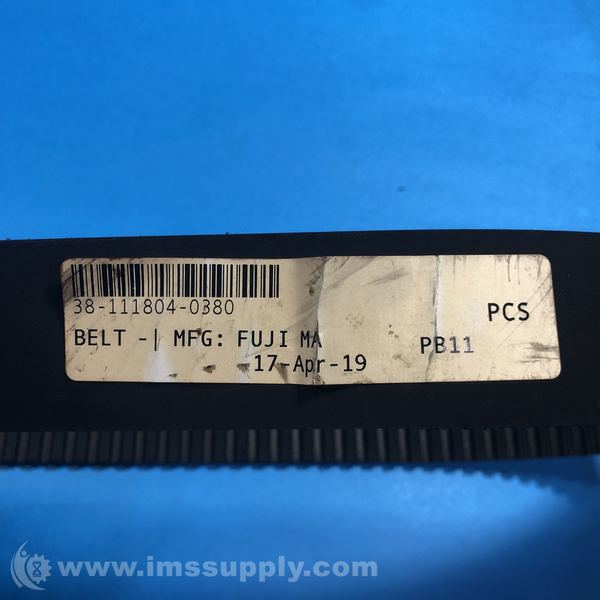 38-111804-0380
PCS
BELT -| MFG: FUJI MA
PB11
17-Apr-19
www.imssupply.com